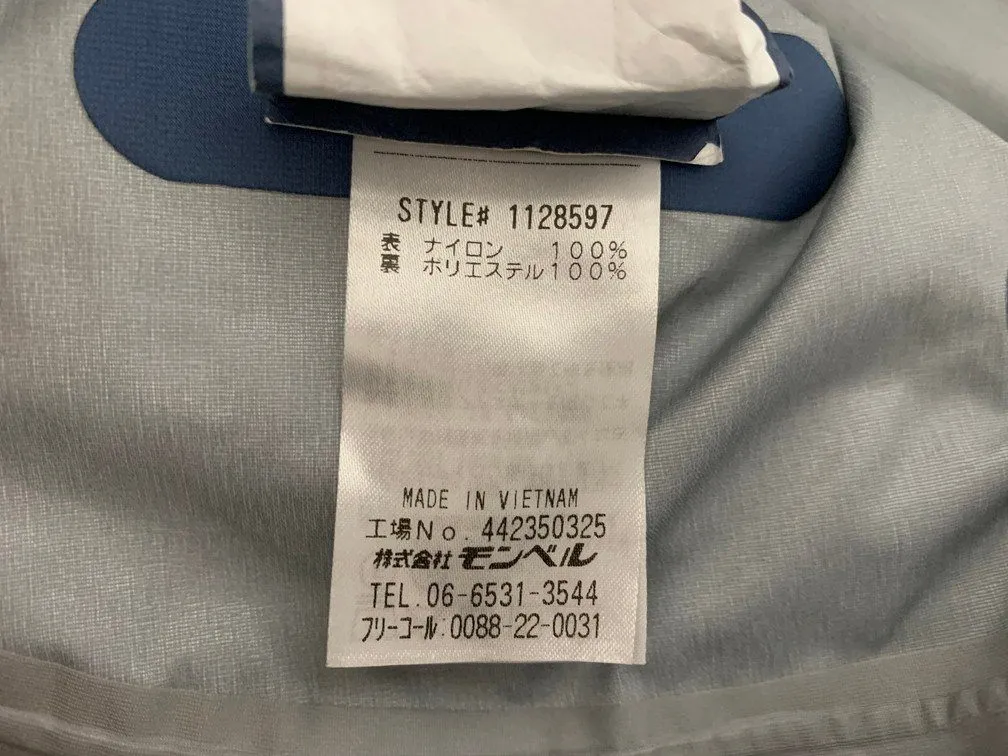 STYLE# 1128597
表 ナイロン 100%
裏 ポリエステル100%
MADE IN VIETNAM
工場No. 442350325
株式会社 モンベル
TEL.06-6531-3544
フリーコール:0088-22-0031